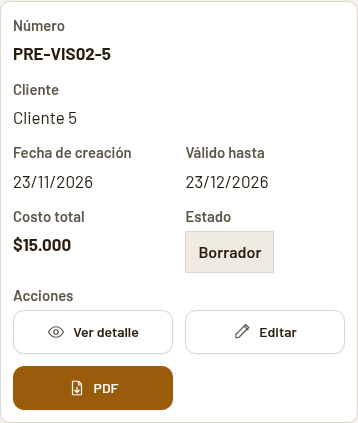 Número
PRE-VIS02-5
Cliente
Cliente 5
Fecha de creación
Válido hasta
23/11/2026
23/12/2026
Costo total
Estado
$15.000
Borrador
Acciones
Ver detalle
Editar
PDF